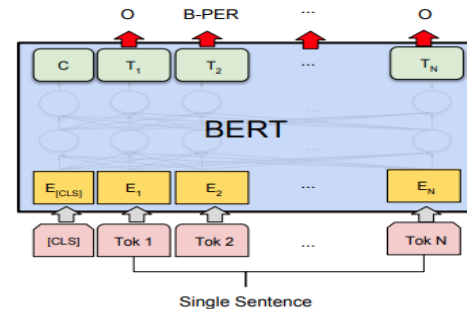 O B-PER ... O
C T1 T2 ... TN
BERT
E[CLS] E1 E2 ... EN
[CLS] Tok 1 Tok 2 ... Tok N
Single Sentence